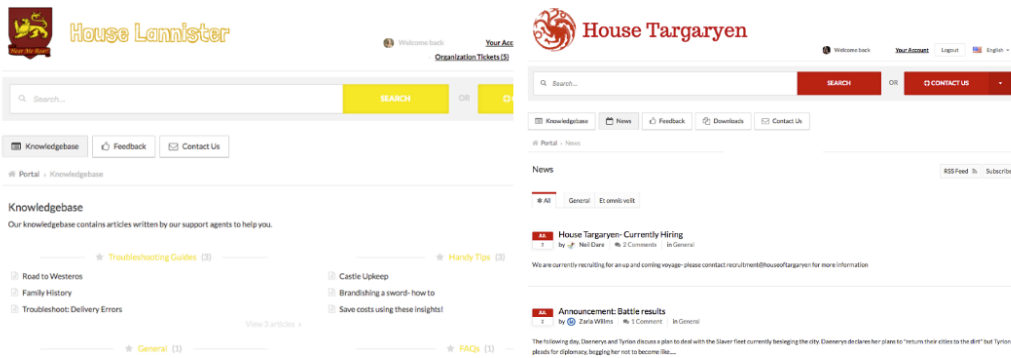 House Lannister
Hear Me Roar!
Welcome back
Your Acc
Organization Tickets (5)
Search...
SEARCH
OR
Knowledgebase
Feedback
Contact Us
Portal » Knowledgebase
Knowledgebase
Our knowledgebase contains articles written by our support agents to help you.
Troubleshooting Guides (3)
Handy Tips (3)
Road to Westeros
Castle Upkeep
Family History
Brandishing a sword- how to
Troubleshoot: Delivery Errors
Save costs using these insights!
View 3 articles »
General (1)
FAQs (1)
House Targaryen
Welcome back
Your Account
Logout
English
Search...
SEARCH
OR
CONTACT US
Knowledgebase
News
Feedback
Downloads
Contact Us
Portal » News
News
RSS Feed
Subscribe
All
General
Et omnis velit
JUL
House Targaryen- Currently Hiring
by Neil Dare
2 Comments
in General
We are currently recruiting for an up and coming voyage- please conntact recruitment@houseoftargaryen for more information
JUL
Announcement: Battle results
by Zaria Willms
1 Comment
in General
The following day, Daenerys and Tyrion discuss a plan to deal with the Slaver fleet currently besieging the city. Daenerys declares her plans to "return their cities to the dirt" but Tyrion
pleads for diplomacy, begging her not to become like....